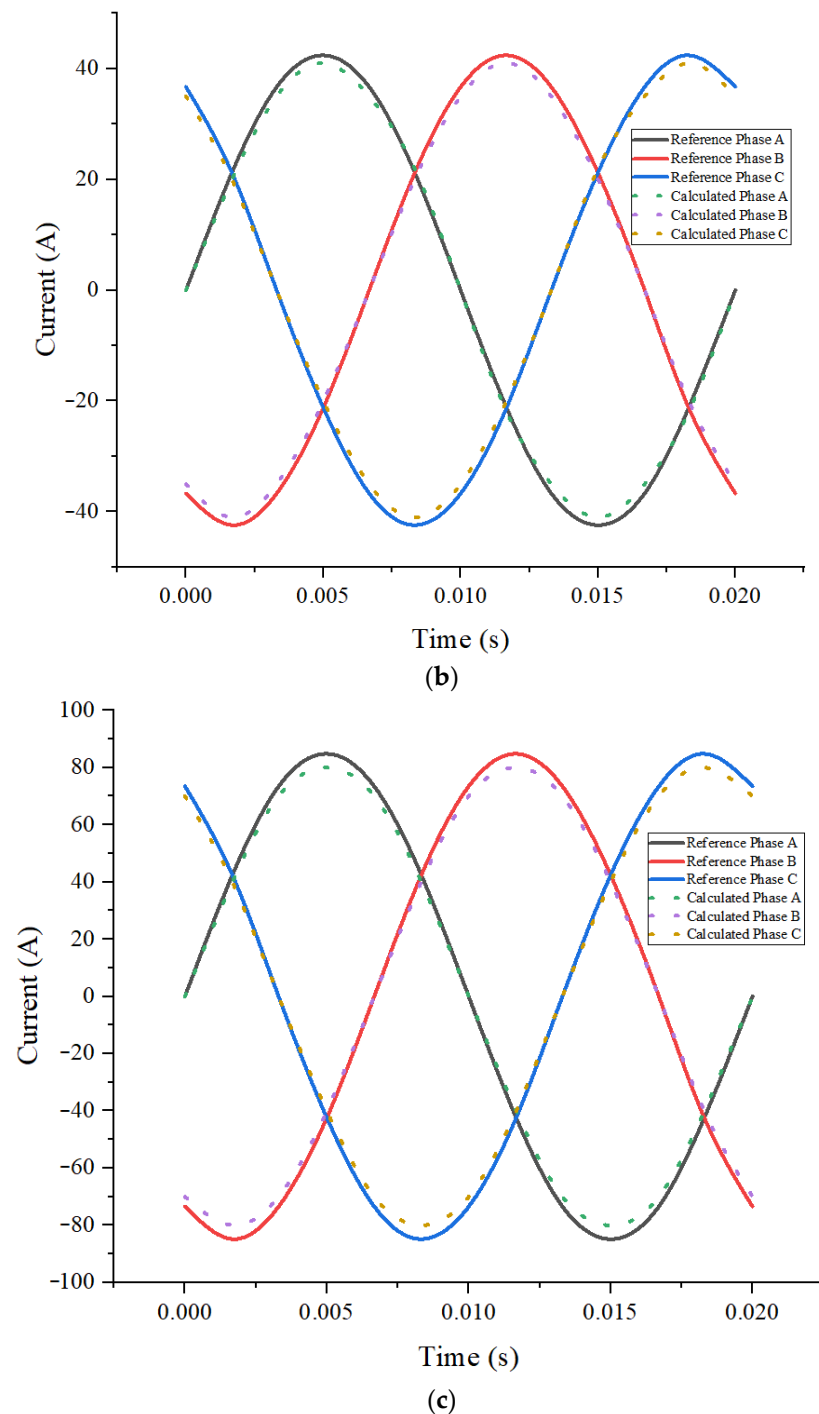 40
20
0
−20
−40
Current (A)
Reference Phase A
Reference Phase B
Reference Phase C
Calculated Phase A
Calculated Phase B
Calculated Phase C
0.000 0.005 0.010 0.015 0.020
Time (s)
(b)
100
80
60
40
20
0
−20
−40
−60
−80
−100
Current (A)
Reference Phase A
Reference Phase B
Reference Phase C
Calculated Phase A
Calculated Phase B
Calculated Phase C
0.000 0.005 0.010 0.015 0.020
Time (s)
(c)